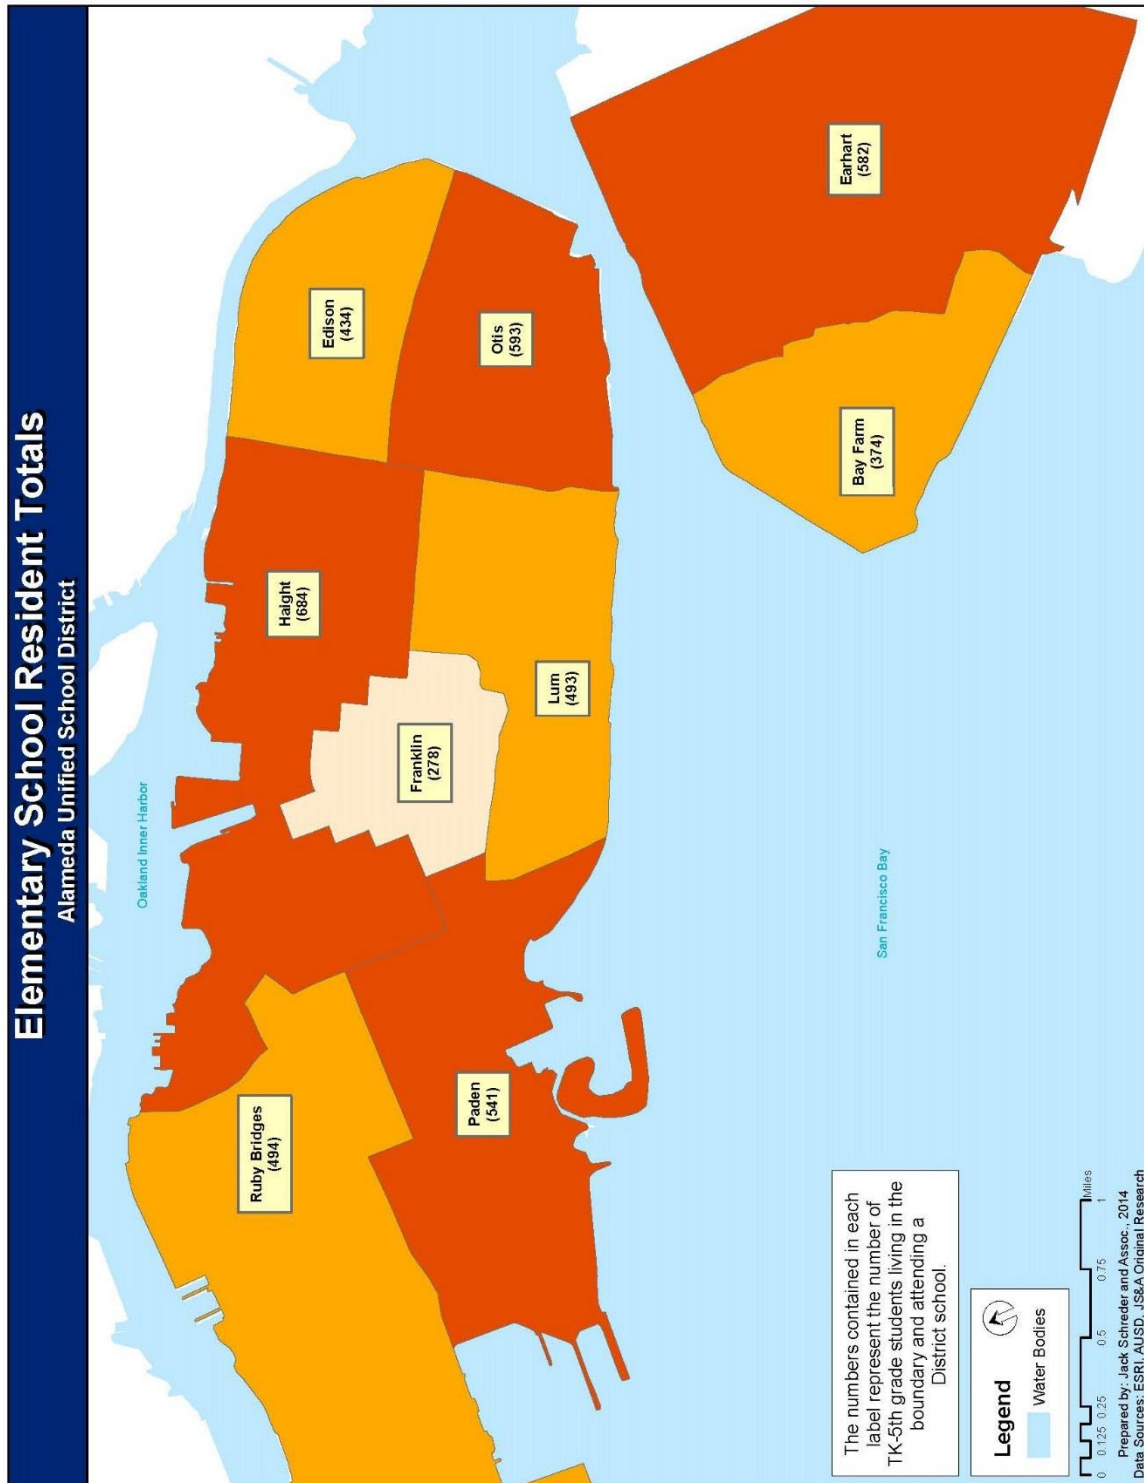 Elementary School Resident Totals
Alameda Unified School District
Oakland Inner Harbor
Ruby Bridges
(494)
Haight
(684)
Edison
(434)
Franklin
(278)
Paden
(541)
Lum
(493)
Otis
(593)
Earhart
(582)
Bay Farm
(374)
San Francisco Bay
The numbers contained in each
label represent the number of
TK-5th grade students living in the
boundary and attending a
District school.
Legend
Water Bodies
0 0.125 0.25 0.5 0.75 1
Miles
Prepared by: Jack Schreder and Assoc., 2014
Data Sources: ESRI, AUSD, JS&A Original Research